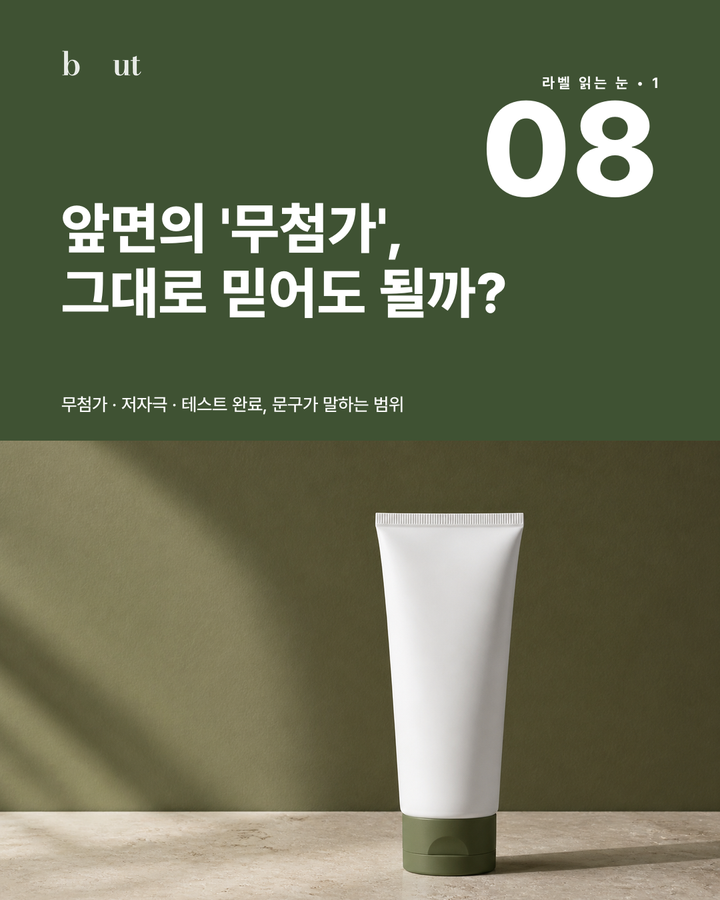 b ut
라벨 읽는 눈 • 1
08
앞면의 '무첨가',
그대로 믿어도 될까?
무첨가 · 저자극 · 테스트 완료, 문구가 말하는 범위